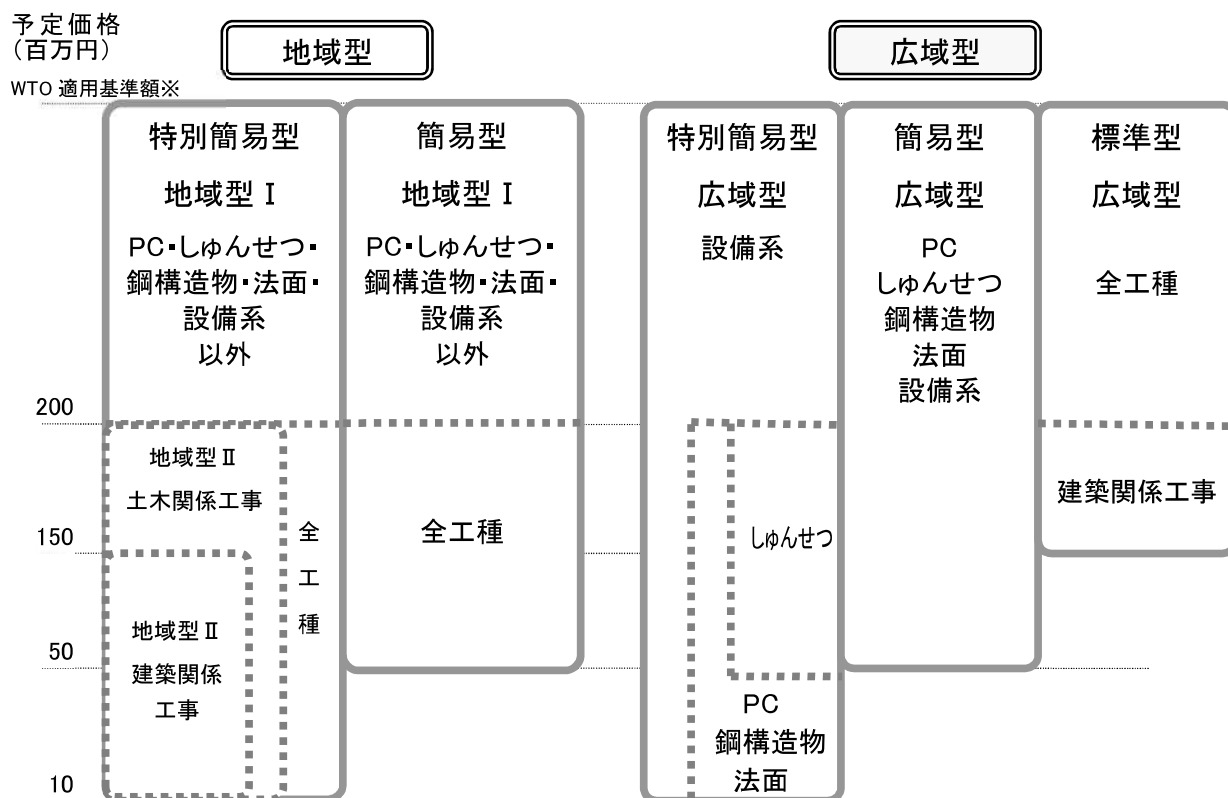 予定価格
(百万円)
地域型
広域型
WTO 適用基準額※
特別簡易型
地域型Ⅰ
PC・しゅんせつ・
鋼構造物・法面・
設備系
以外
簡易型
地域型Ⅰ
PC・しゅんせつ・
鋼構造物・法面・
設備系
以外
特別簡易型
広域型
設備系
簡易型
広域型
PC
しゅんせつ
鋼構造物
法面
設備系
標準型
広域型
全工種
200
地域型Ⅱ
土木関係工事
全
工
種
全工種
しゅんせつ
建築関係工事
150
地域型Ⅱ
建築関係
工事
50
PC
鋼構造物
法面
10